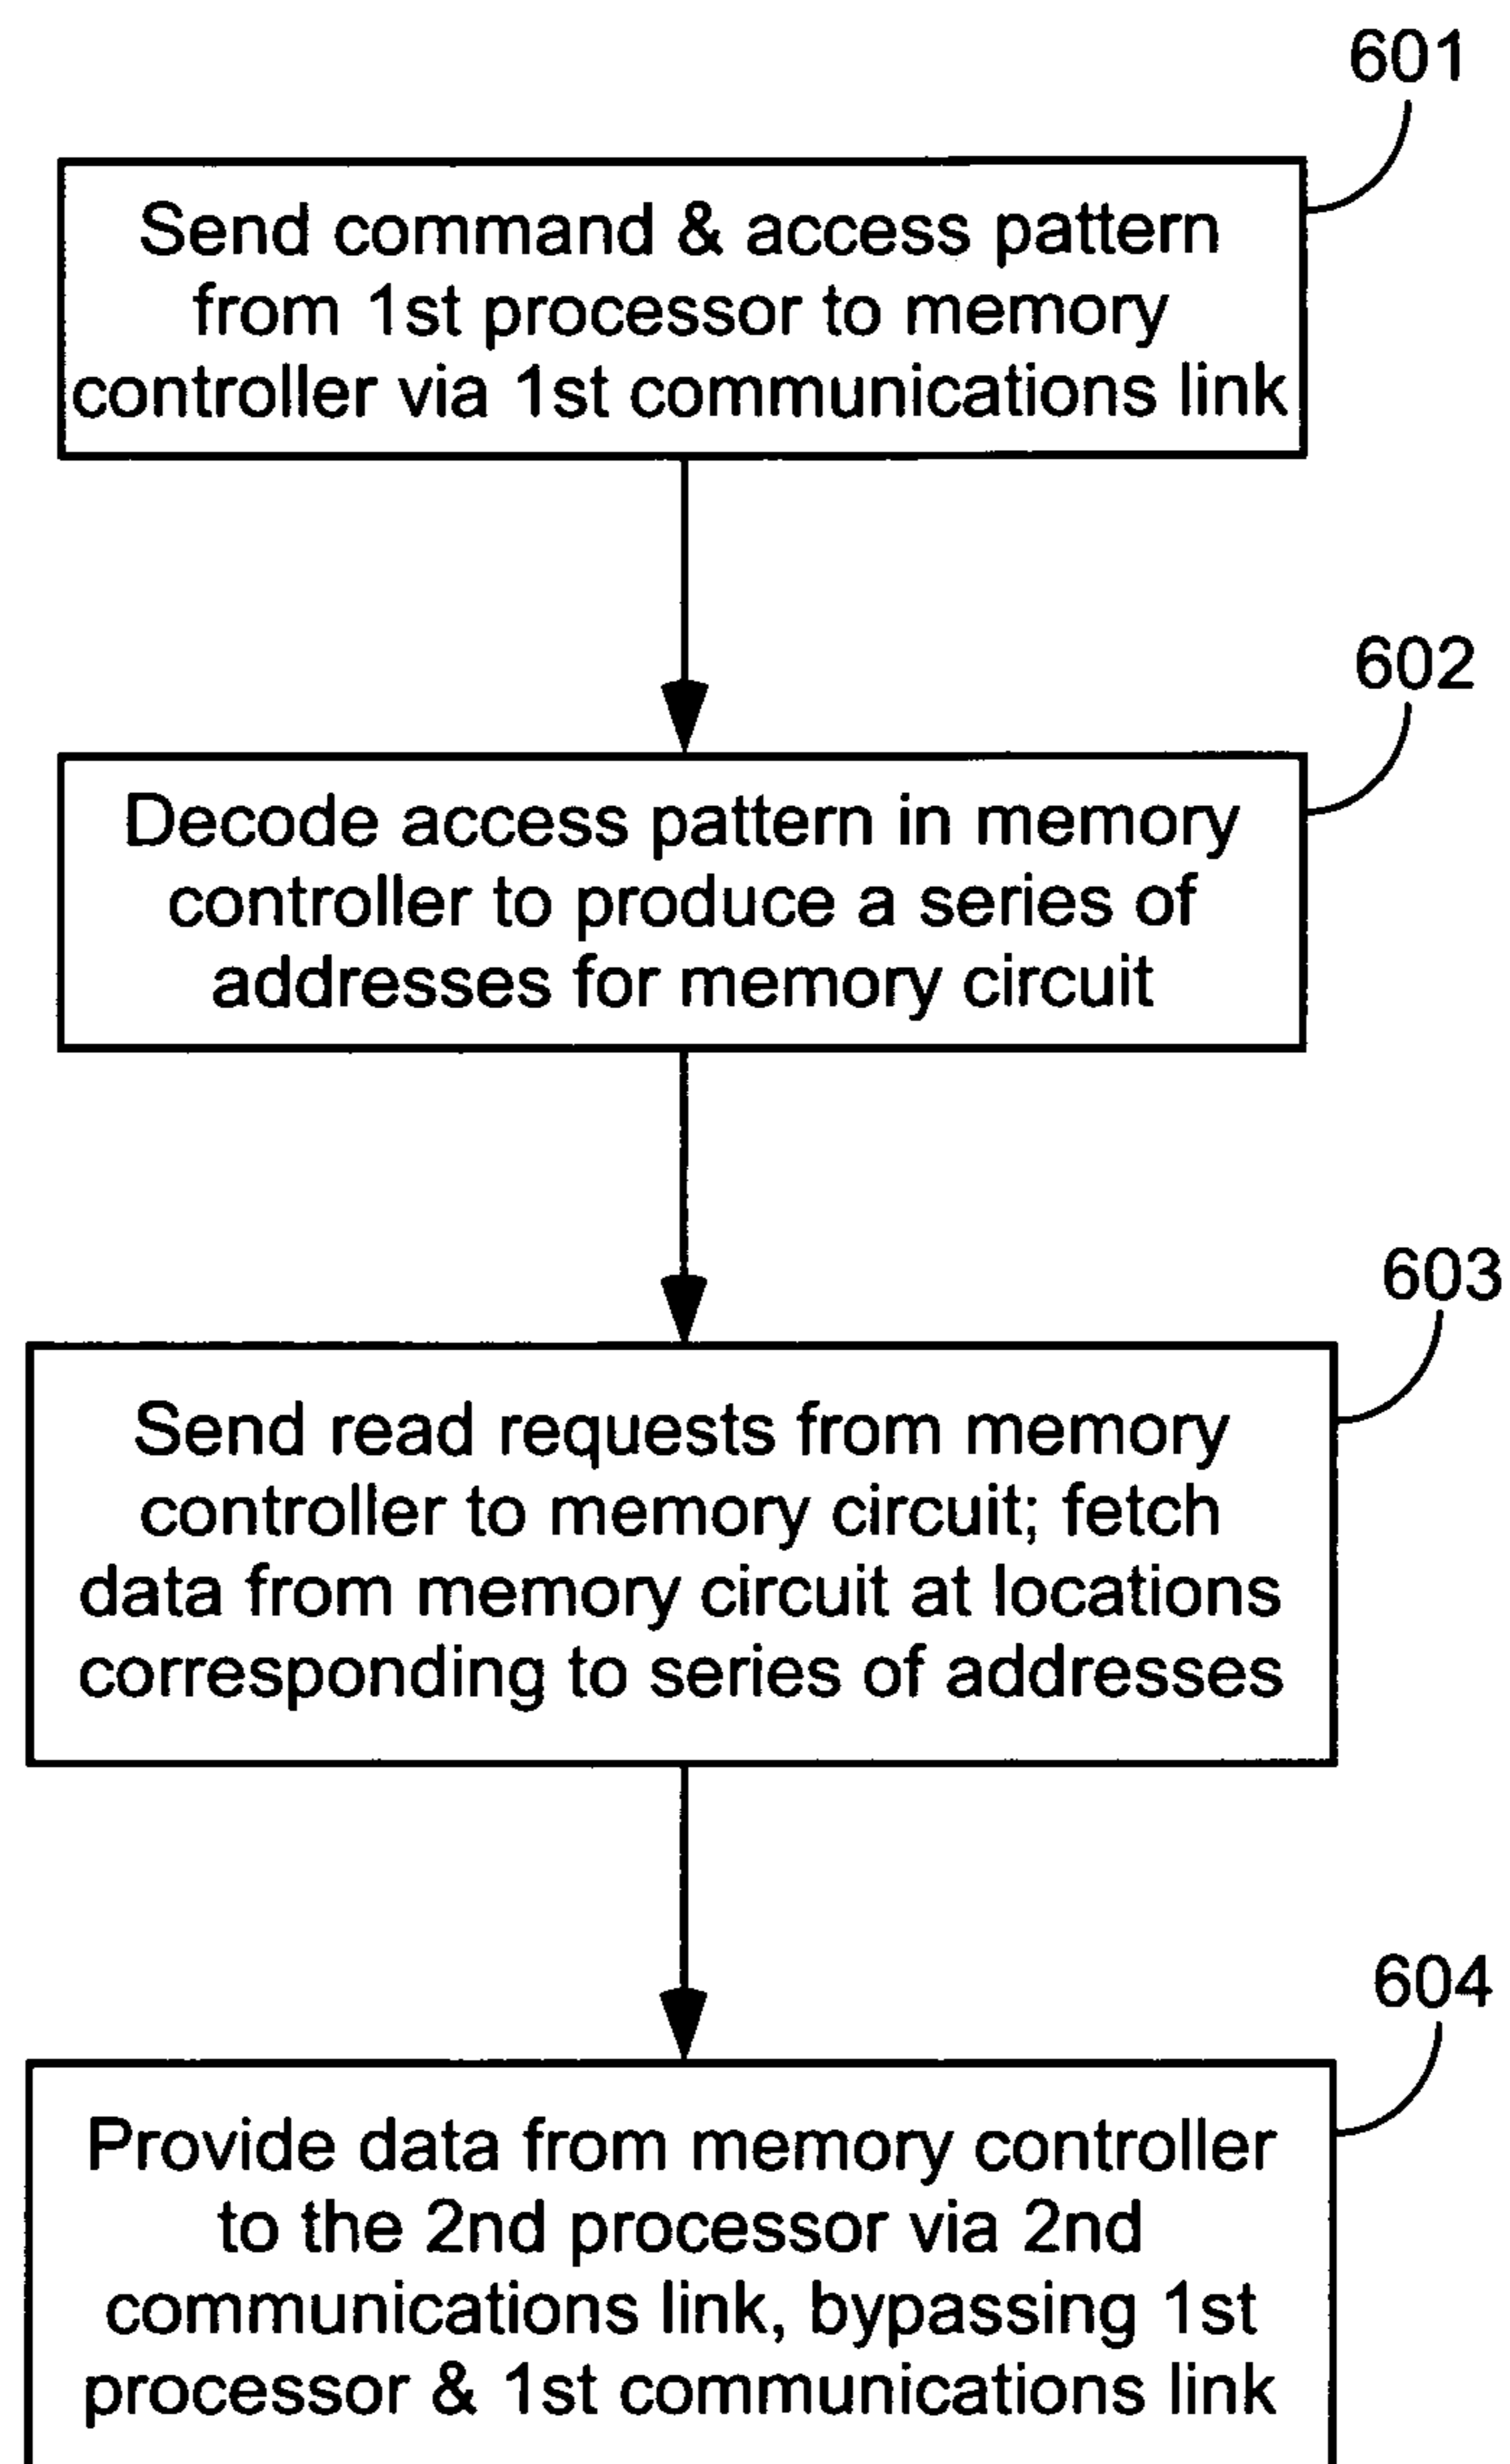 601
Send command & access pattern
from 1st processor to memory
controller via 1st communications link
602
Decode access pattern in memory
controller to produce a series of
addresses for memory circuit
603
Send read requests from memory
controller to memory circuit; fetch
data from memory circuit at locations
corresponding to series of addresses
604
Provide data from memory controller
to the 2nd processor via 2nd
communications link, bypassing 1st
processor & 1st communications link